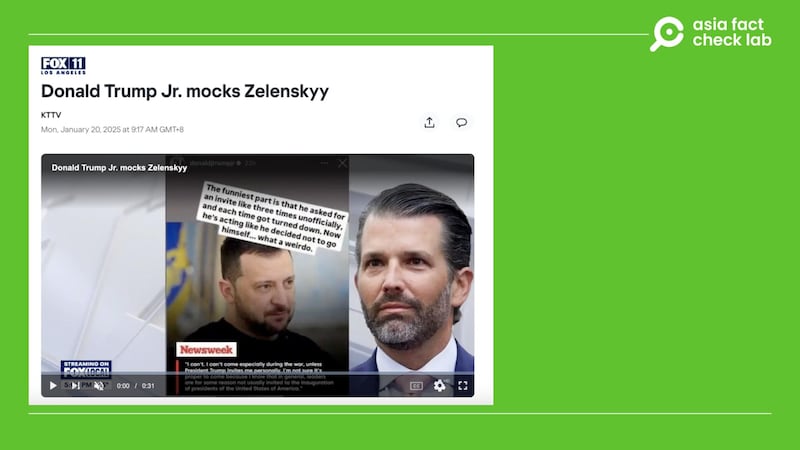 asia fact
check lab
FOX 11
LOS ANGELES
Donald Trump Jr. mocks Zelenskyy
KTTV
Mon, January 20, 2025 at 9:17 AM GMT+8
Donald Trump Jr. mocks Zelenskyy
donaldjtrumpjr 22h
The funniest part is that he asked for
an invite like three times unofficially,
and each time got turned down. Now
he's acting like he decided not to go
himself... what a weirdo.
Newsweek
"I can't, I can't come especially during the war, unless
President Trump invites me personally. I'm not sure it's
proper to come because I know that in general, leaders
are for some reason not usually invited to the inauguration
of presidents of the United States of America."
STREAMING ON
FOX LOCAL
0:00 / 0:31
CC